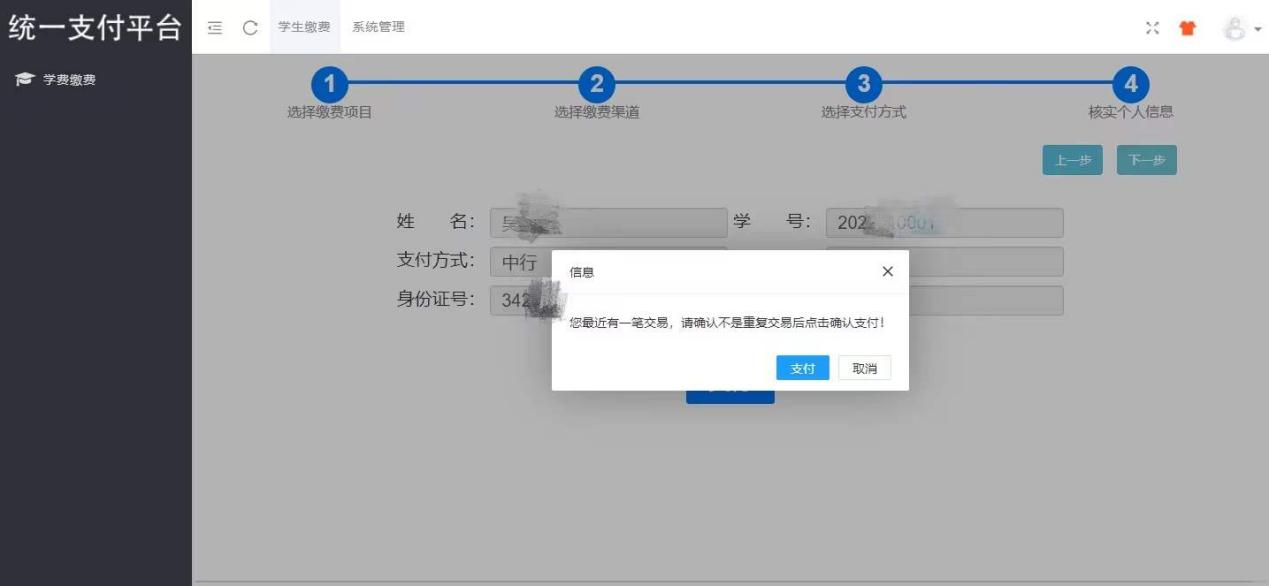 统一支付平台
学生缴费 系统管理
学费缴费
1 2 3 4
选择缴费项目 选择缴费渠道 选择支付方式 核实个人信息
上一步 下一步
姓 名: 学 号: 202
支付方式: 中行
身份证号: 342
信息
您最近有一笔交易，请确认不是重复交易后点击确认支付！
支付 取消